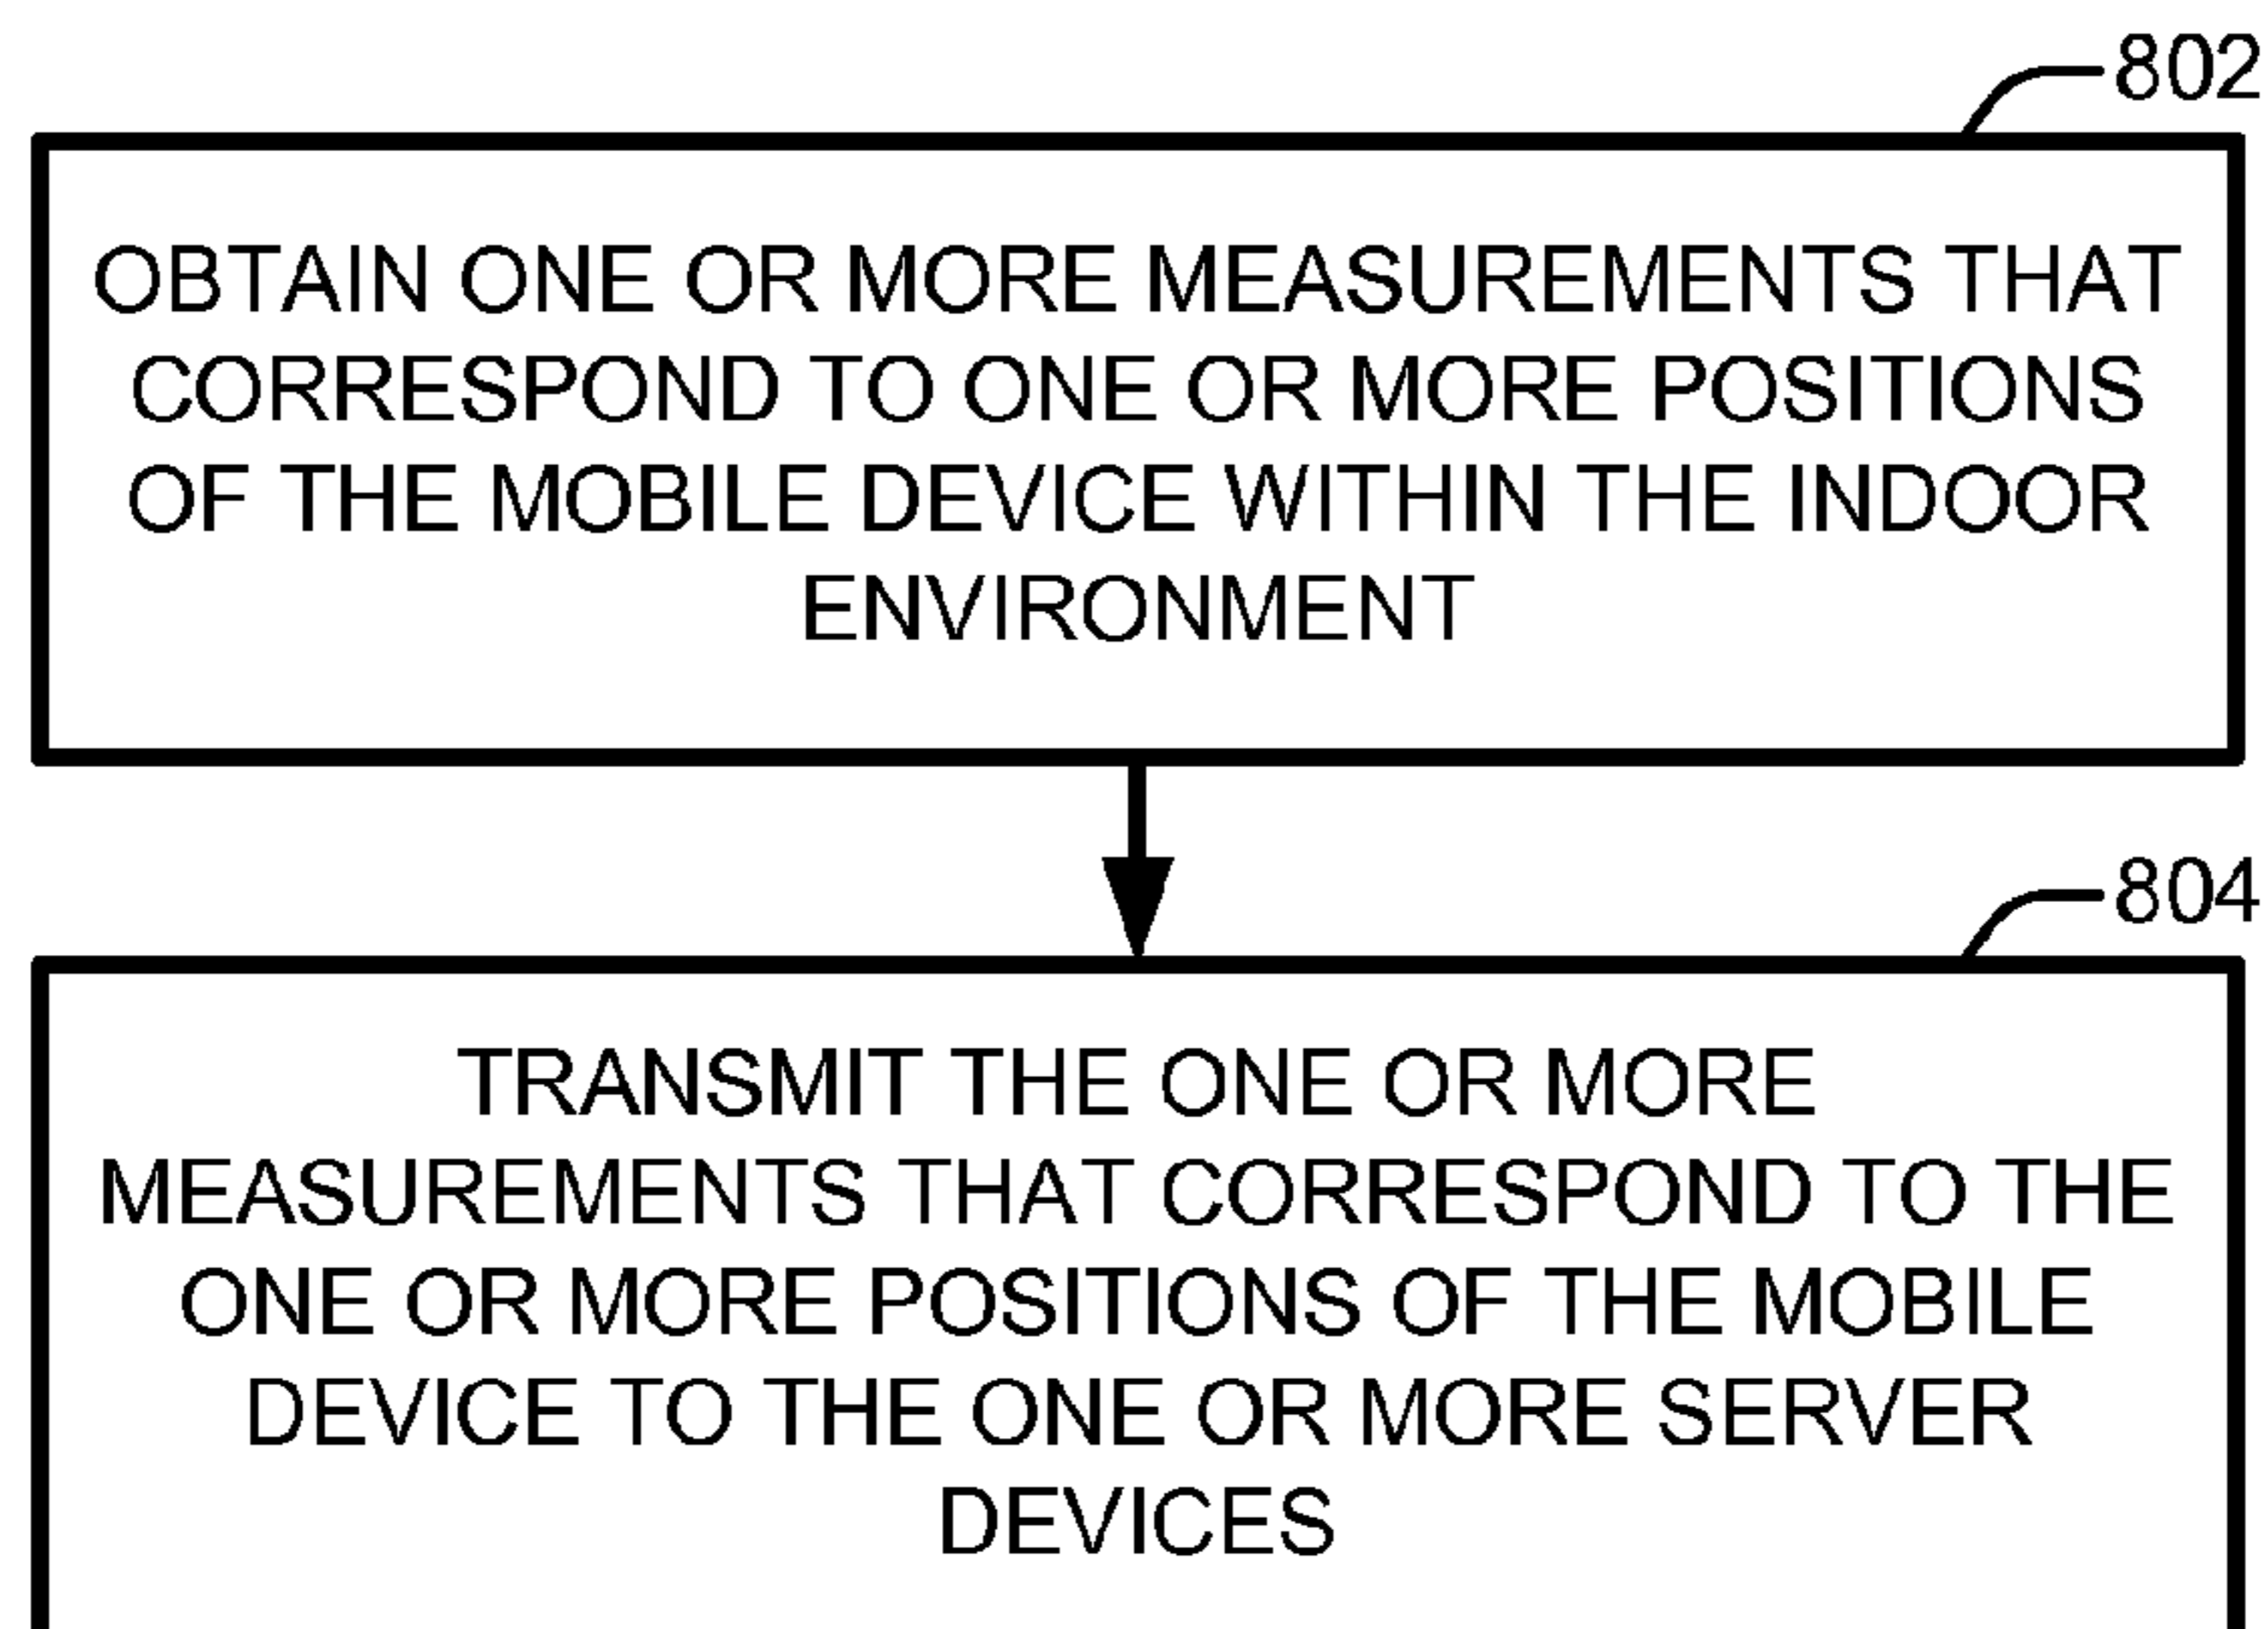 802
OBTAIN ONE OR MORE MEASUREMENTS THAT
CORRESPOND TO ONE OR MORE POSITIONS
OF THE MOBILE DEVICE WITHIN THE INDOOR
ENVIRONMENT
804
TRANSMIT THE ONE OR MORE
MEASUREMENTS THAT CORRESPOND TO THE
ONE OR MORE POSITIONS OF THE MOBILE
DEVICE TO THE ONE OR MORE SERVER
DEVICES